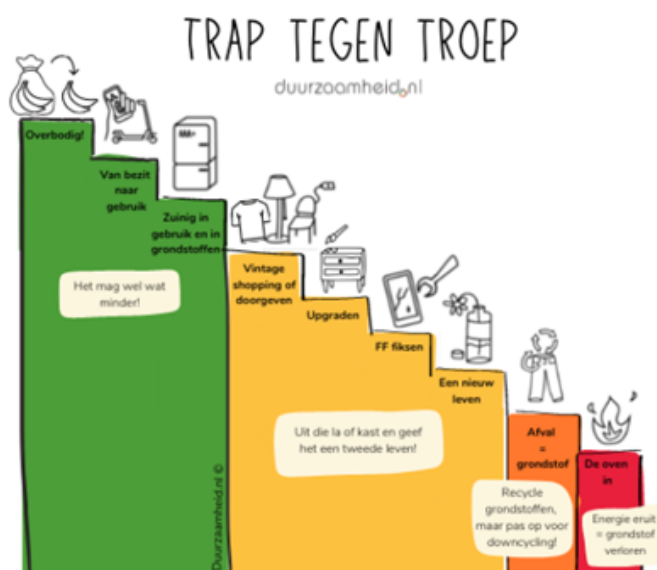 TRAP TEGEN TROEP
duurzaamheid.nl
Overbodig!
Van bezit
naar
gebruik
AAA+
Zuinig in
gebruik en in
grondstoffen
Het mag wel wat
minder!
Vintage
shopping of
doorgeven
Upgraden
FF fiksen
Een nieuw
leven
Uit die la of kast en geef
het een tweede leven!
Afval
=
grondstof
De oven
in
Recycle
grondstoffen,
maar pas op voor
downcycling!
Energie eruit
= grondstof
verloren
Duurzaamheid.nl ©